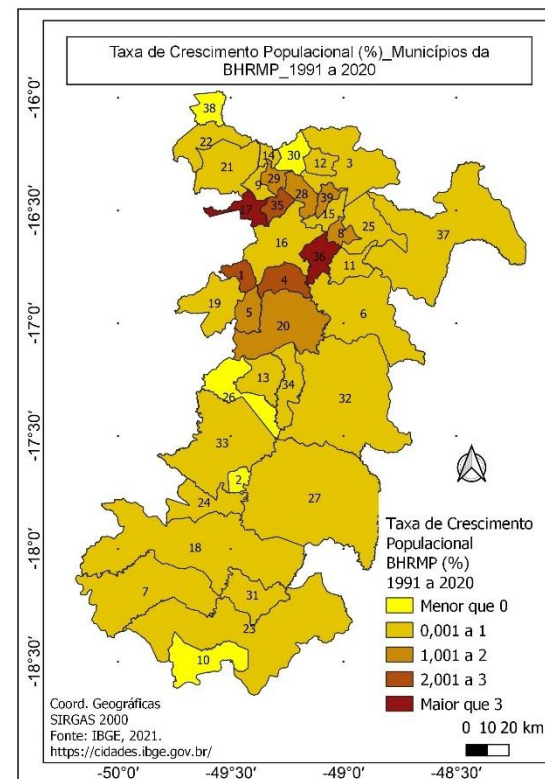 Taxa de Crescimento Populacional (%)_Municípios da
BHRMP_1991 a 2020
-16°0'
-16°30'
-17°0'
-17°30'
-18°0'
-18°30'
38
22
21
14
9
29
30
12
3
17
35
28
39
15
16
8
25
37
36
11
1
4
19
5
20
6
13
34
26
32
33
2
24
27
18
7
31
23
10
Taxa de Crescimento
Populacional
BHRMP (%)
1991 a 2020
Menor que 0
0,001 a 1
1,001 a 2
2,001 a 3
Maior que 3
Coord. Geográficas
SIRGAS 2000
Fonte: IBGE, 2021.
https://cidades.ibge.gov.br/
0 10 20 km
-50°0' -49°30' -49°0' -48°30'